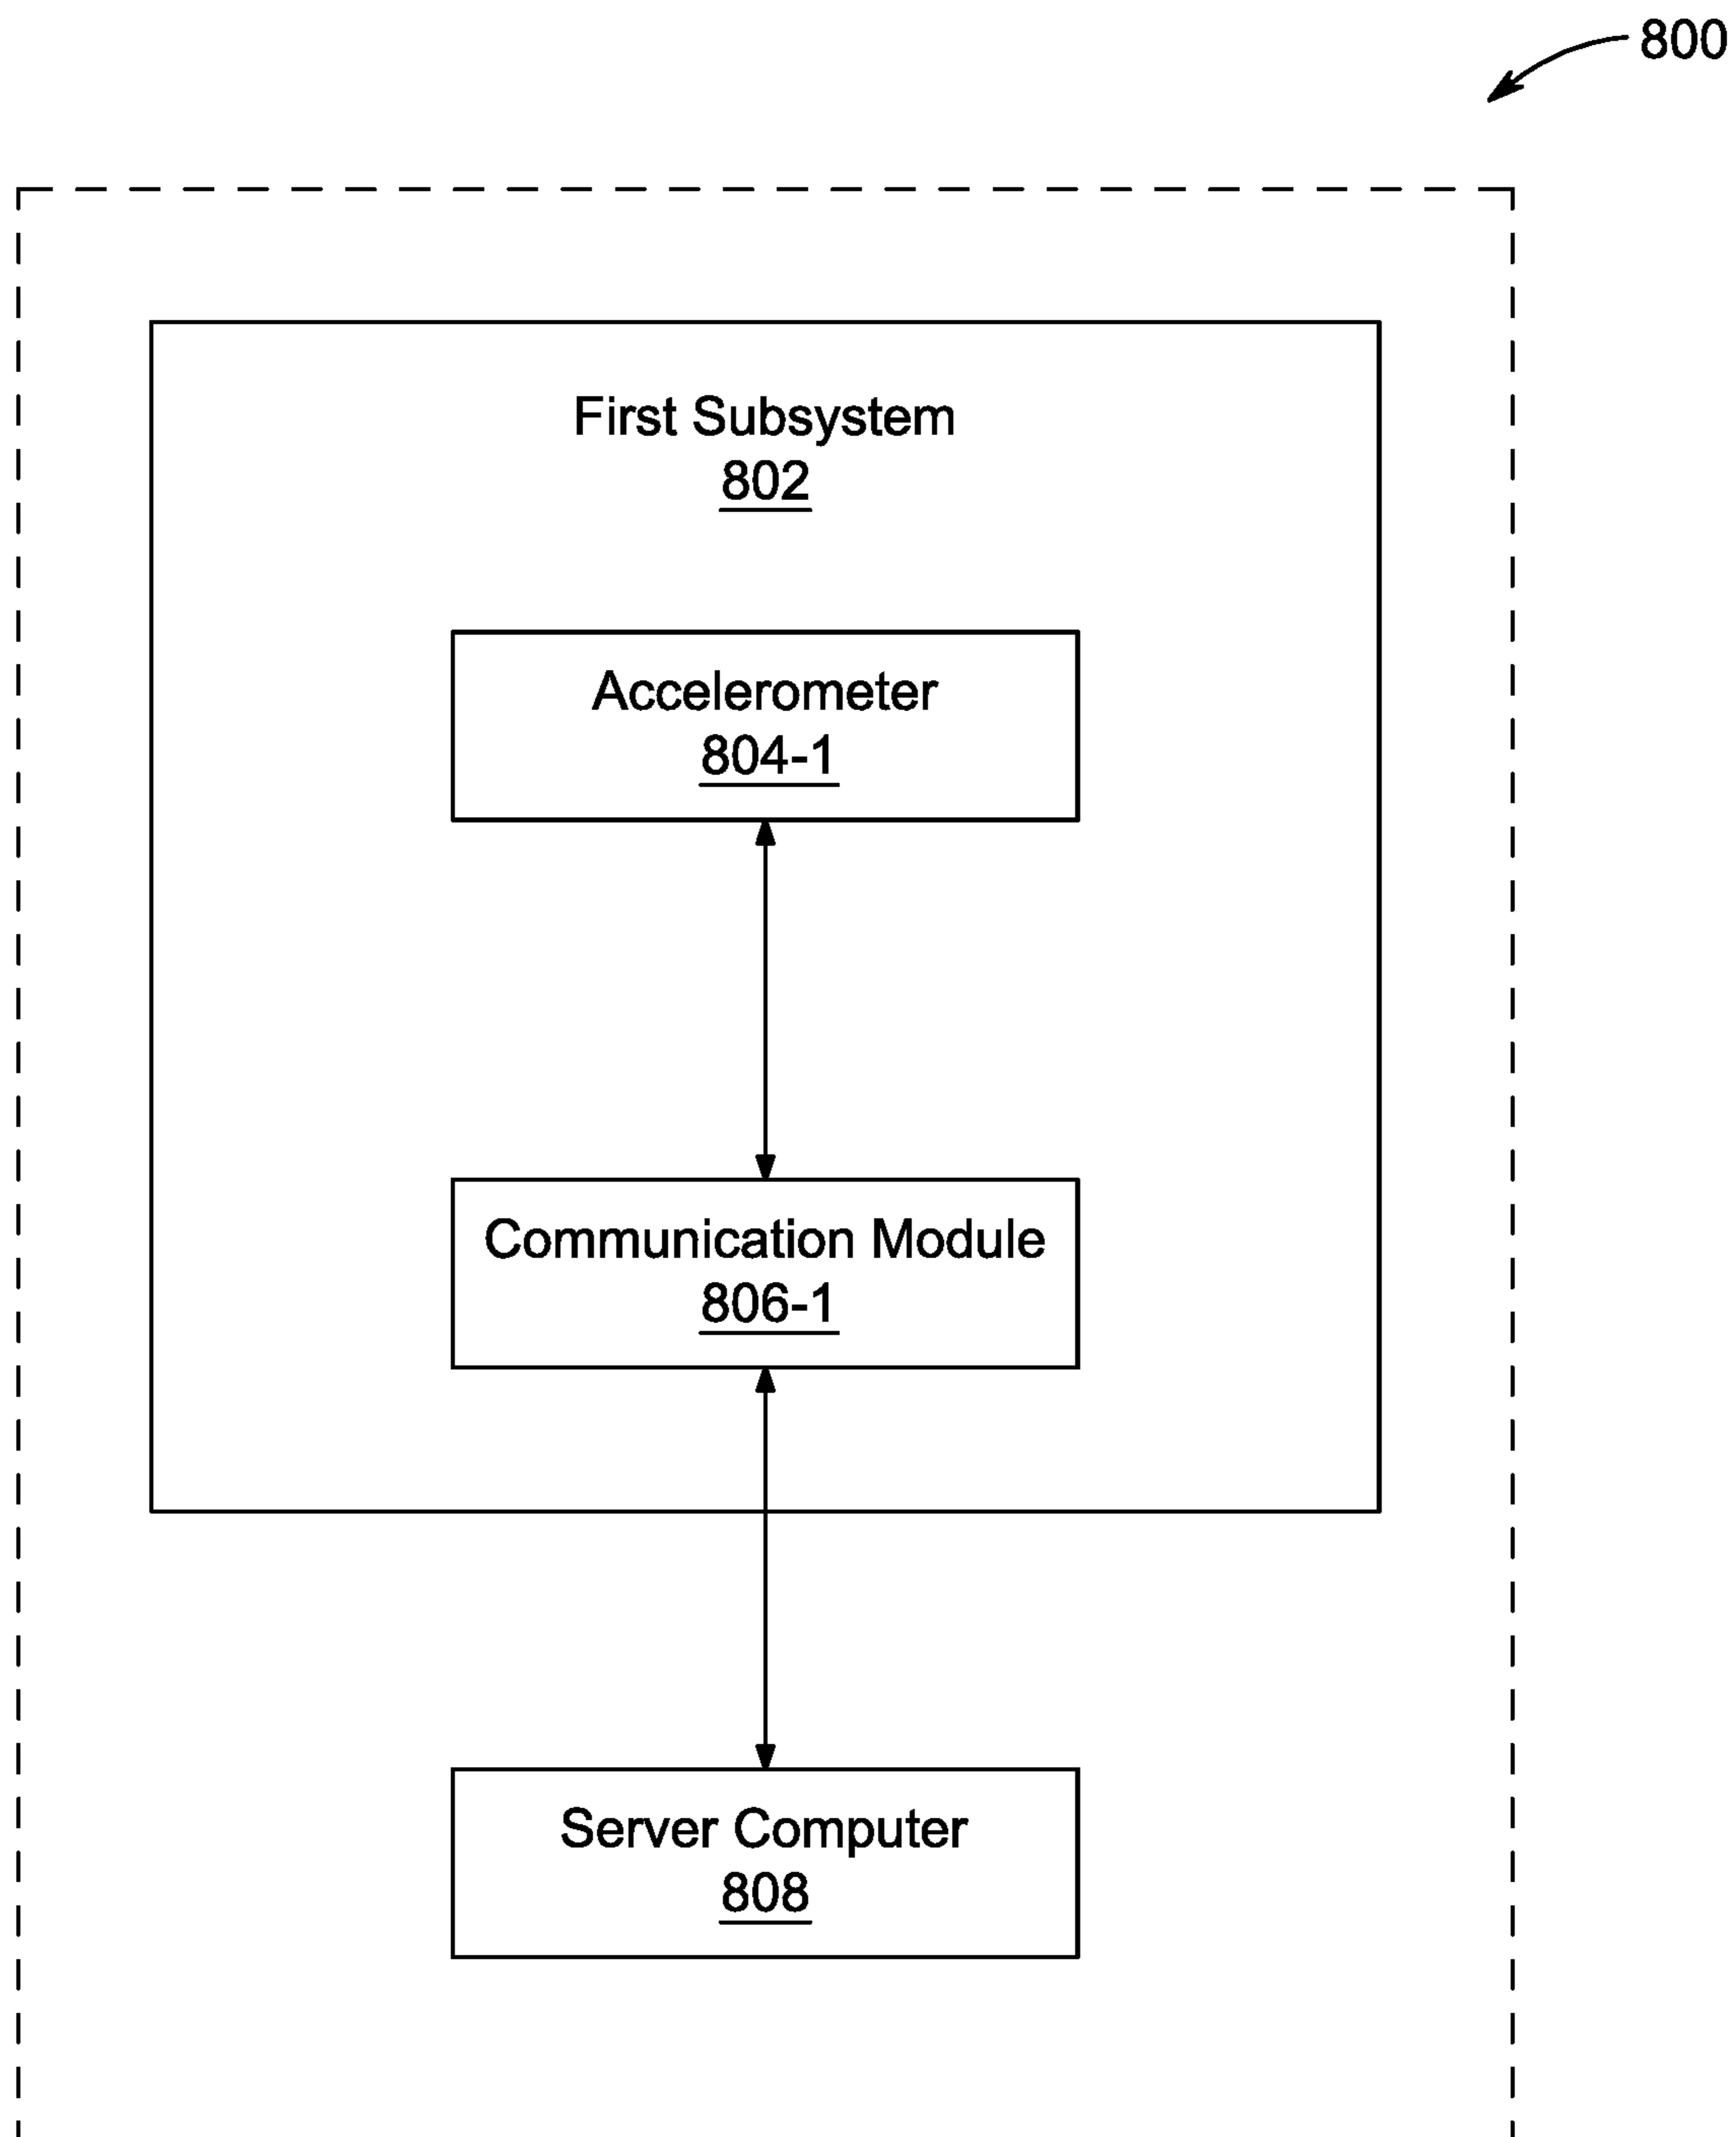 800
First Subsystem
802
Accelerometer
804-1
Communication Module
806-1
Server Computer
808